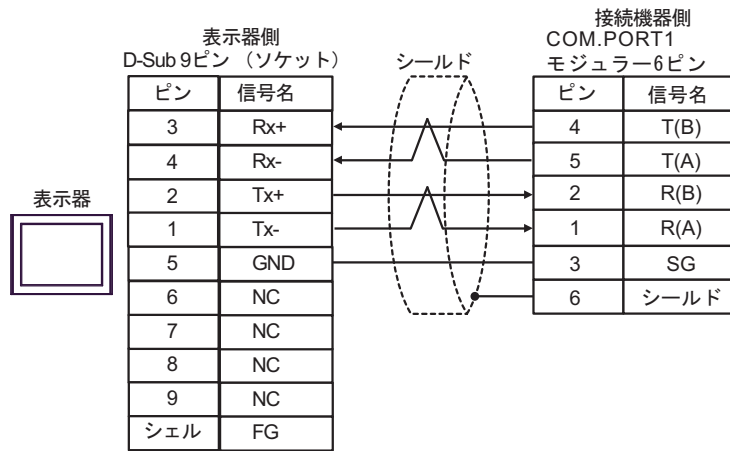 表示器側
D-Sub 9ピン （ソケット）
シールド
接続機器側
COM.PORT1
モジュラー6ピン
ピン 信号名
3 Rx+
4 Rx-
2 Tx+
1 Tx-
5 GND
6 NC
7 NC
8 NC
9 NC
シェル FG
表示器
ピン 信号名
4 T(B)
5 T(A)
2 R(B)
1 R(A)
3 SG
6 シールド